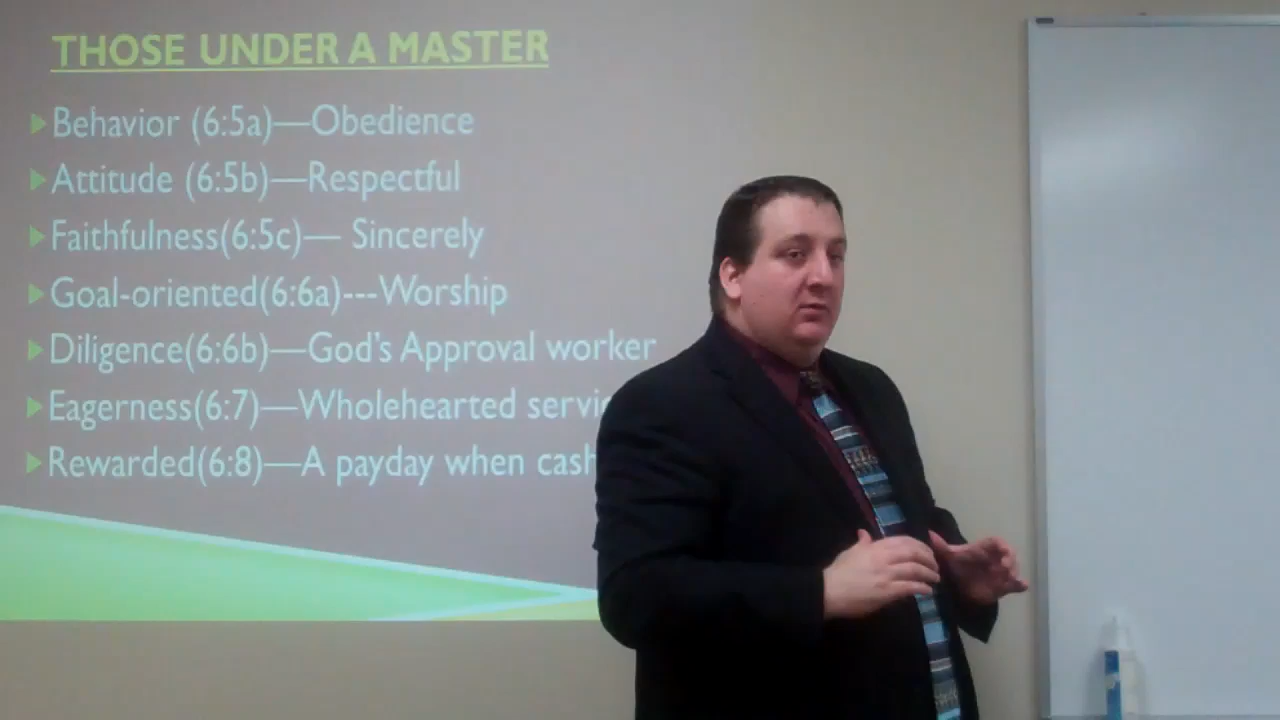 THOSE UNDER A MASTER
Behavior (6:5a)—Obedience
Attitude (6:5b)—Respectful
Faithfulness(6:5c)— Sincerely
Goal-oriented(6:6a)---Worship
Diligence(6:6b)—God's Approval worker
Eagerness(6:7)—Wholehearted
Rewarded(6:8)—A payday when cash